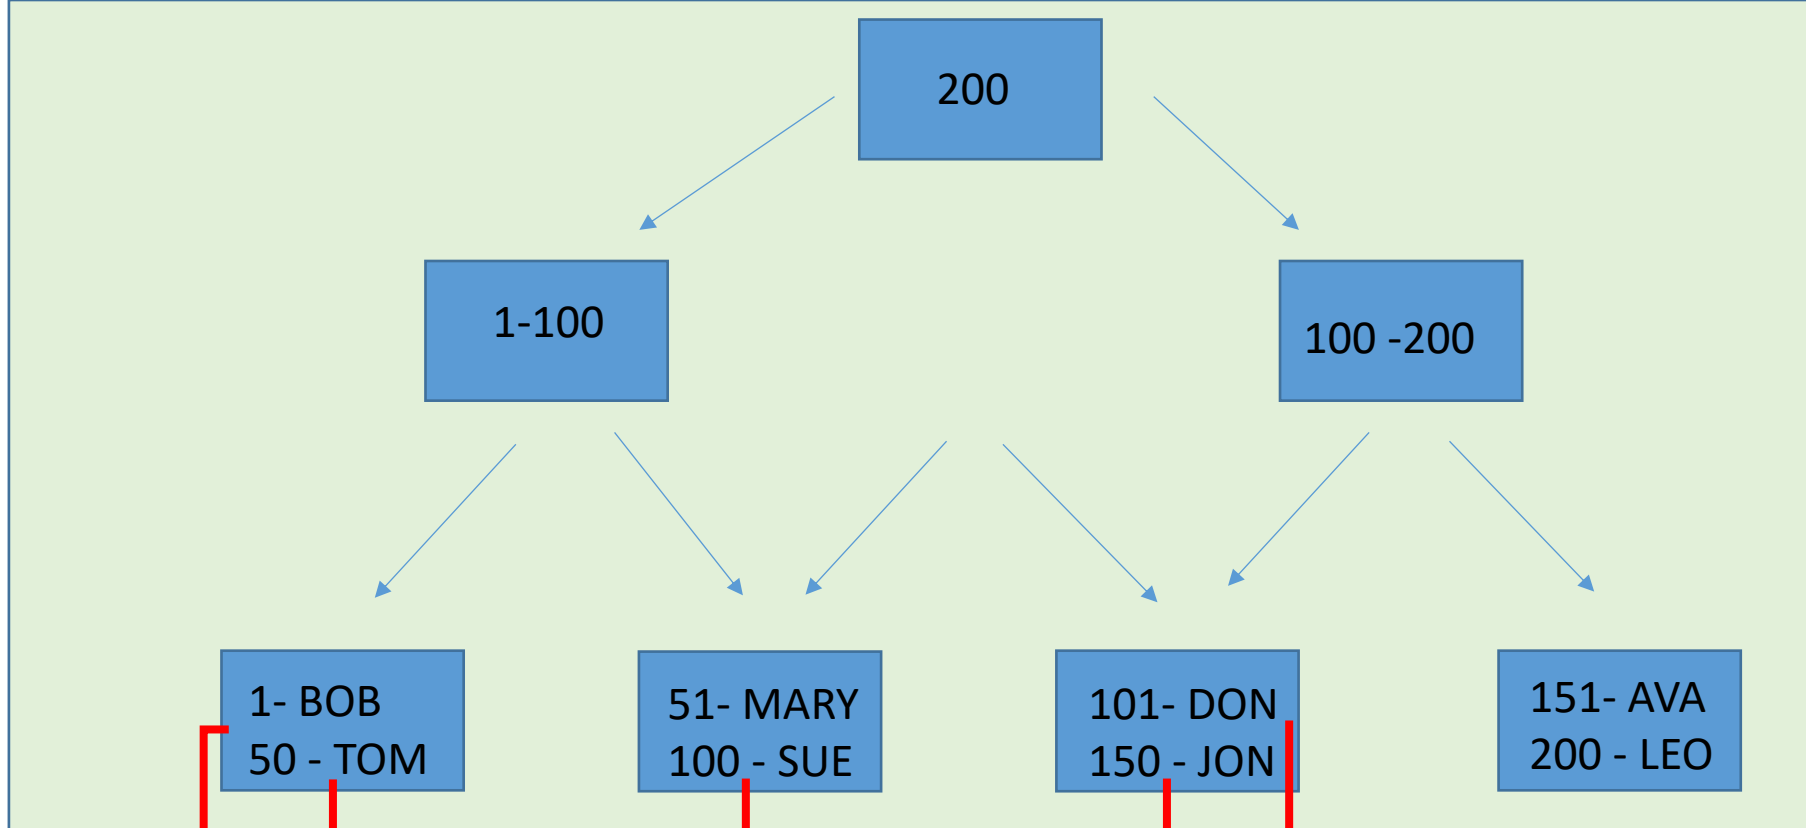 200
1-100
100 -200
1- BOB
50 - TOM
51- MARY
100 - SUE
101- DON
150 - JON
151- AVA
200 - LEO